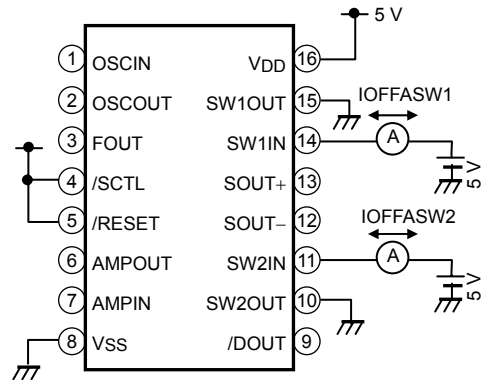 5 V
1 OSCIN VDD 16
2 OSCOUT SW1OUT 15 IOFFASW1
3 FOUT SW1IN 14 A
5 V
4 /SCTL SOUT+ 13
5 /RESET SOUT− 12 IOFFASW2
6 AMPOUT SW2IN 11 A
5 V
7 AMPIN SW2OUT 10
8 VSS /DOUT 9